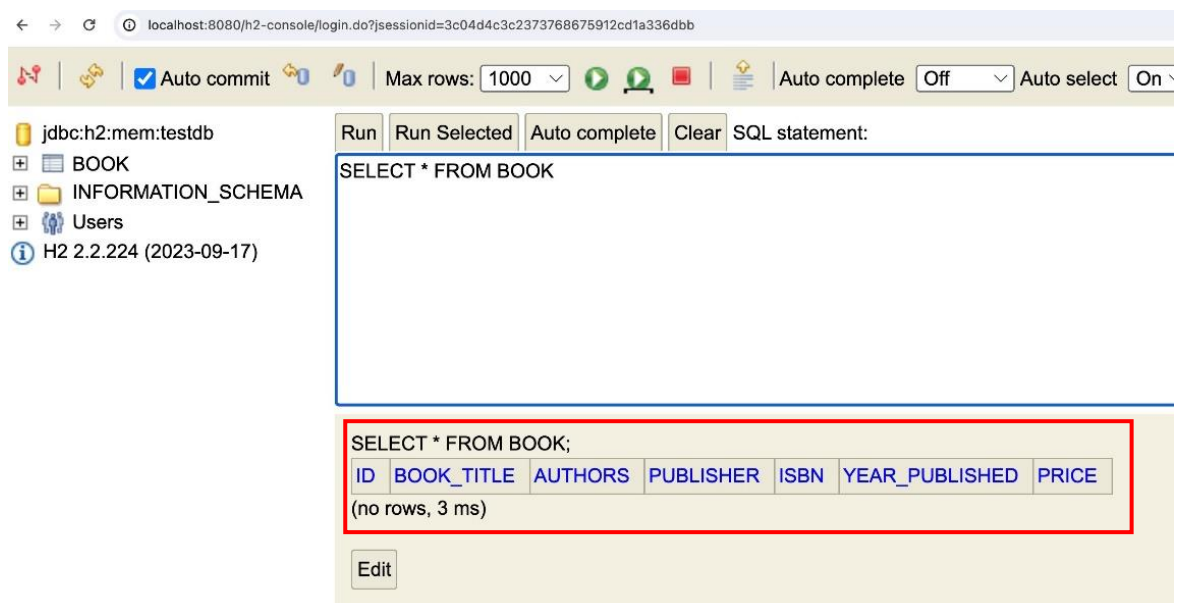 localhost:8080/h2-console/login.do?jsessionid=3c04d4c3c2373768675912cd1a336dbb
Auto commit Max rows: 1000 Auto complete Off Auto select On
jdbc:h2:mem:testdb
BOOK
INFORMATION_SCHEMA
Users
H2 2.2.224 (2023-09-17)
Run Run Selected Auto complete Clear SQL statement:
SELECT * FROM BOOK
SELECT * FROM BOOK;
ID BOOK_TITLE AUTHORS PUBLISHER ISBN YEAR_PUBLISHED PRICE
(no rows, 3 ms)
Edit